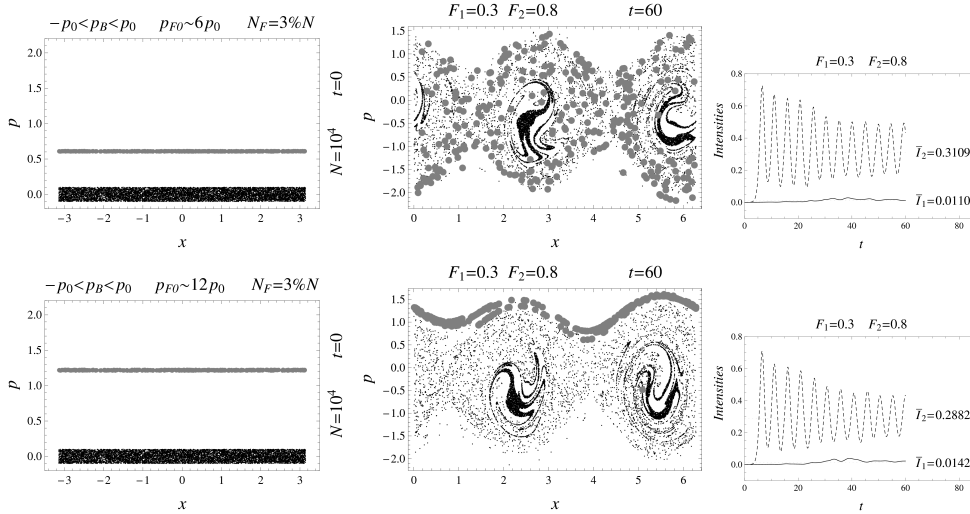 −p₀<p_B<p₀ p_F0~6p₀ N_F=3%N
2.0
1.5
1.0
0.5
0.0
p
−3 −2 −1 0 1 2 3
x
N=10⁴ t=0
F₁=0.3 F₂=0.8 t=60
1.5
1.0
0.5
0.0
−0.5
−1.0
−1.5
−2.0
p
0 1 2 3 4 5 6
x
F₁=0.3 F₂=0.8
0.8
0.6
0.4
0.2
0.0
Intensities
Ī₂=0.3109
Ī₁=0.0110
0 20 40 60 80
t
−p₀<p_B<p₀ p_F0~12p₀ N_F=3%N
2.0
1.5
1.0
0.5
0.0
p
−3 −2 −1 0 1 2 3
x
N=10⁴ t=0
F₁=0.3 F₂=0.8 t=60
1.5
1.0
0.5
0.0
−0.5
−1.0
−1.5
−2.0
p
0 1 2 3 4 5 6
x
F₁=0.3 F₂=0.8
0.8
0.6
0.4
0.2
0.0
Intensities
Ī₂=0.2882
Ī₁=0.0142
0 20 40 60 80
t